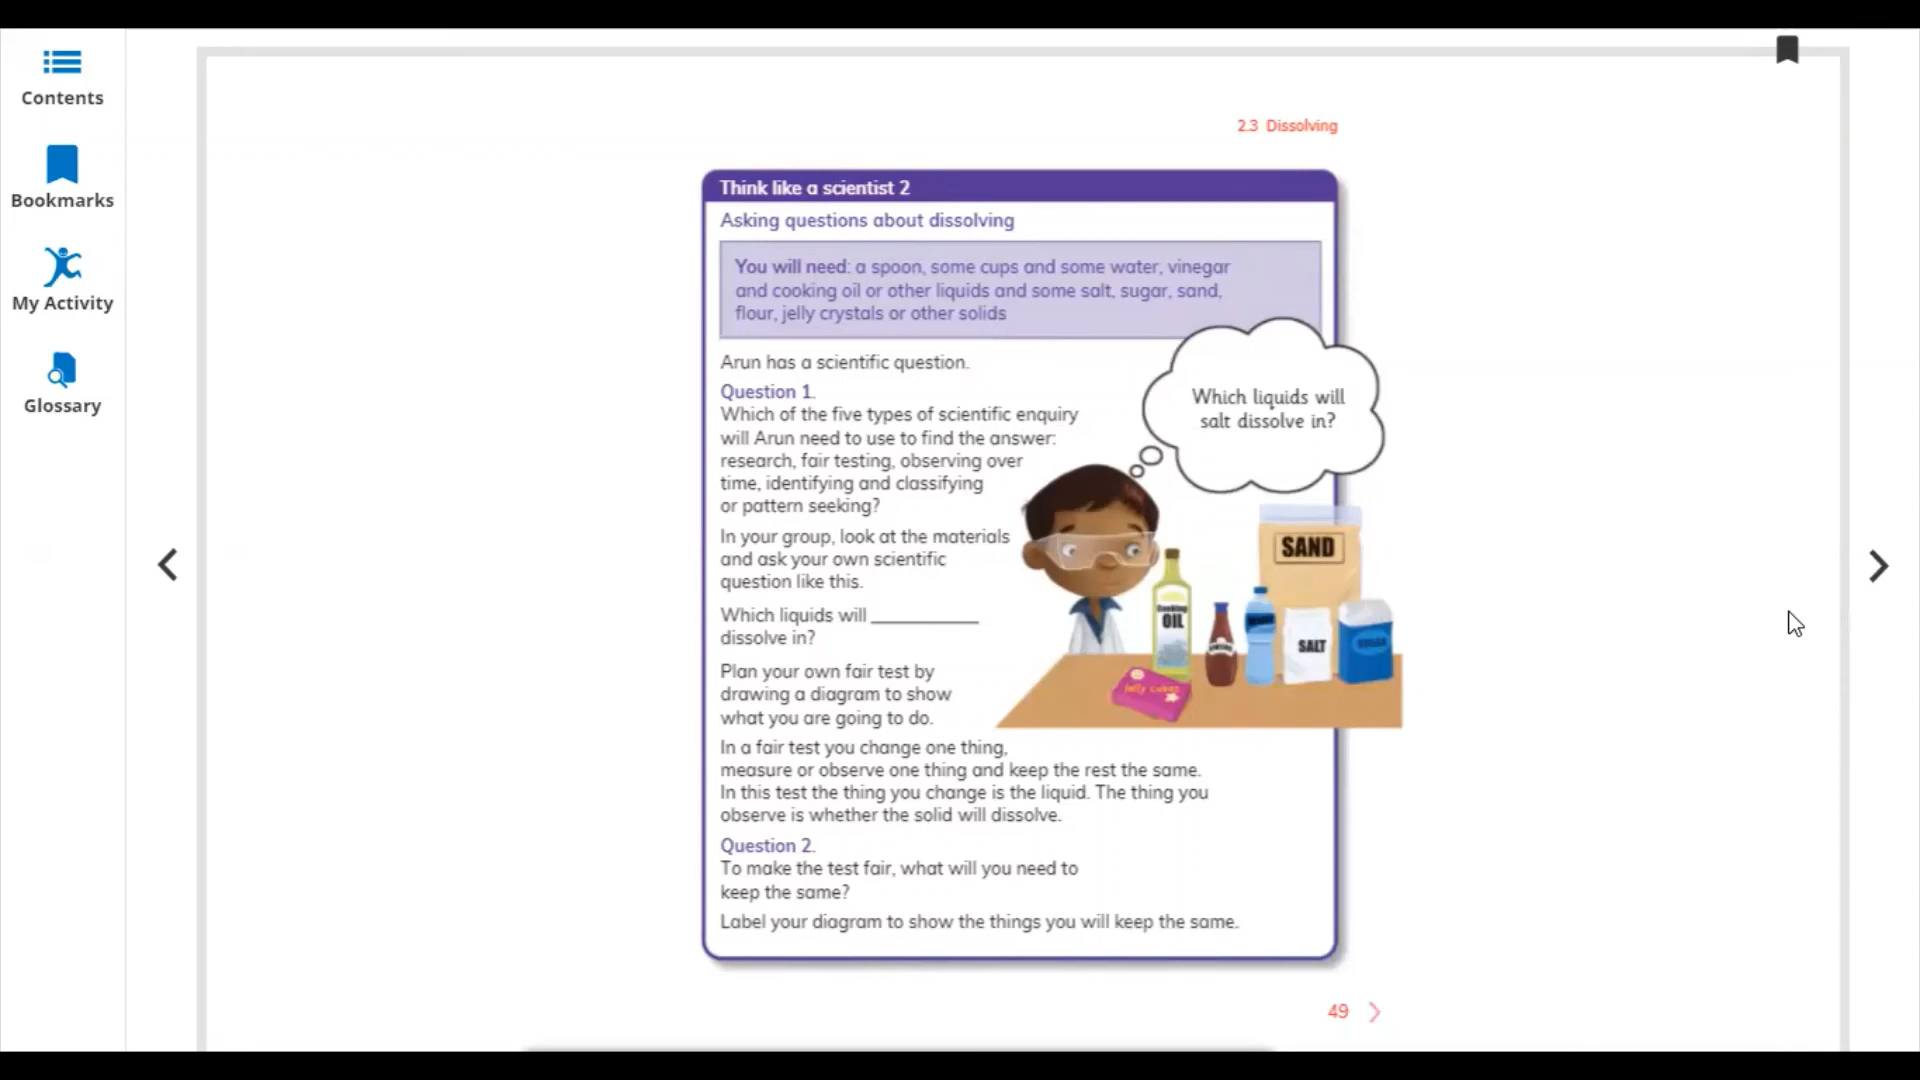 Contents
Bookmarks
My Activity
Glossary
2.3 Dissolving
Think like a scientist 2
Asking questions about dissolving
You will need: a spoon, some cups and some water, vinegar
and cooking oil or other liquids and some salt, sugar, sand,
flour, jelly crystals or other solids
Arun has a scientific question.
Question 1.
Which of the five types of scientific enquiry
will Arun need to use to find the answer:
research, fair testing, observing over
time, identifying and classifying
or pattern seeking?
Which liquids will
salt dissolve in?
In your group, look at the materials
and ask your own scientific
question like this.
Which liquids will ___________
dissolve in?
Plan your own fair test by
drawing a diagram to show
what you are going to do.
SAND
Cooking
OIL
SALT
Jelly cubes
In a fair test you change one thing,
measure or observe one thing and keep the rest the same.
In this test the thing you change is the liquid. The thing you
observe is whether the solid will dissolve.
Question 2.
To make the test fair, what will you need to
keep the same?
Label your diagram to show the things you will keep the same.
49